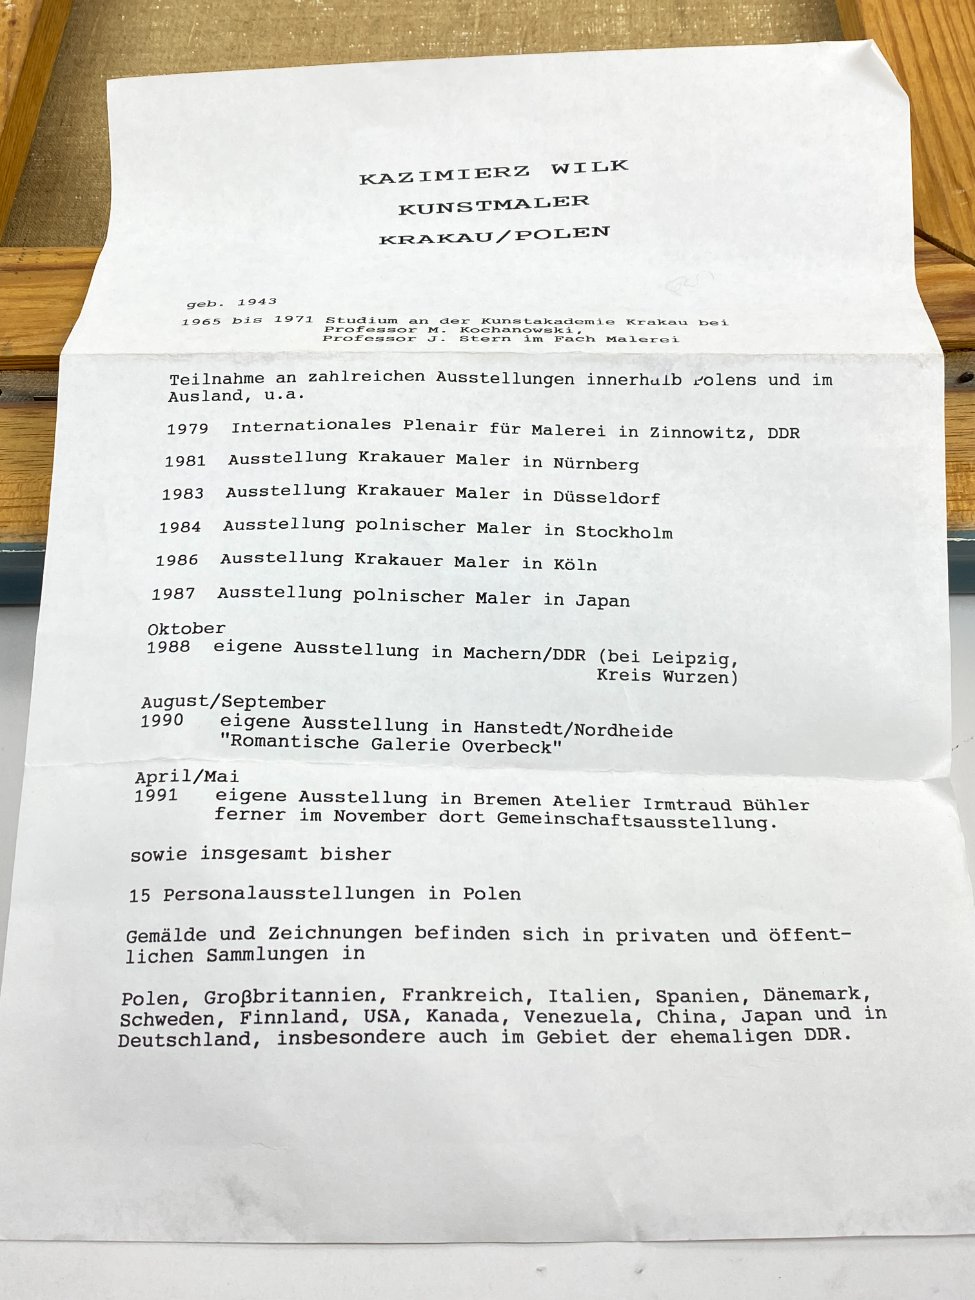 KAZIMIERZ WILK
KUNSTMALER
KRAKAU/POLEN
geb. 1943
1965 bis 1971 Studium an der Kunstakademie Krakau bei
Professor M. Kochanowski,
Professor J. Stern im Fach Malerei
Teilnahme an zahlreichen Ausstellungen innerhalb Polens und im
Ausland, u.a.
1979 Internationales Plenair für Malerei in Zinnowitz, DDR
1981 Ausstellung Krakauer Maler in Nürnberg
1983 Ausstellung Krakauer Maler in Düsseldorf
1984 Ausstellung polnischer Maler in Stockholm
1986 Ausstellung Krakauer Maler in Köln
1987 Ausstellung polnischer Maler in Japan
Oktober
1988 eigene Ausstellung in Machern/DDR (bei Leipzig,
Kreis Wurzen)
August/September
1990 eigene Ausstellung in Hanstedt/Nordheide
"Romantische Galerie Overbeck"
April/Mai
1991 eigene Ausstellung in Bremen Atelier Irmtraud Bühler
ferner im November dort Gemeinschaftsausstellung.
sowie insgesamt bisher
15 Personalausstellungen in Polen
Gemälde und Zeichnungen befinden sich in privaten und öffent-
lichen Sammlungen in
Polen, Großbritannien, Frankreich, Italien, Spanien, Dänemark,
Schweden, Finnland, USA, Kanada, Venezuela, China, Japan und in
Deutschland, insbesondere auch im Gebiet der ehemaligen DDR.